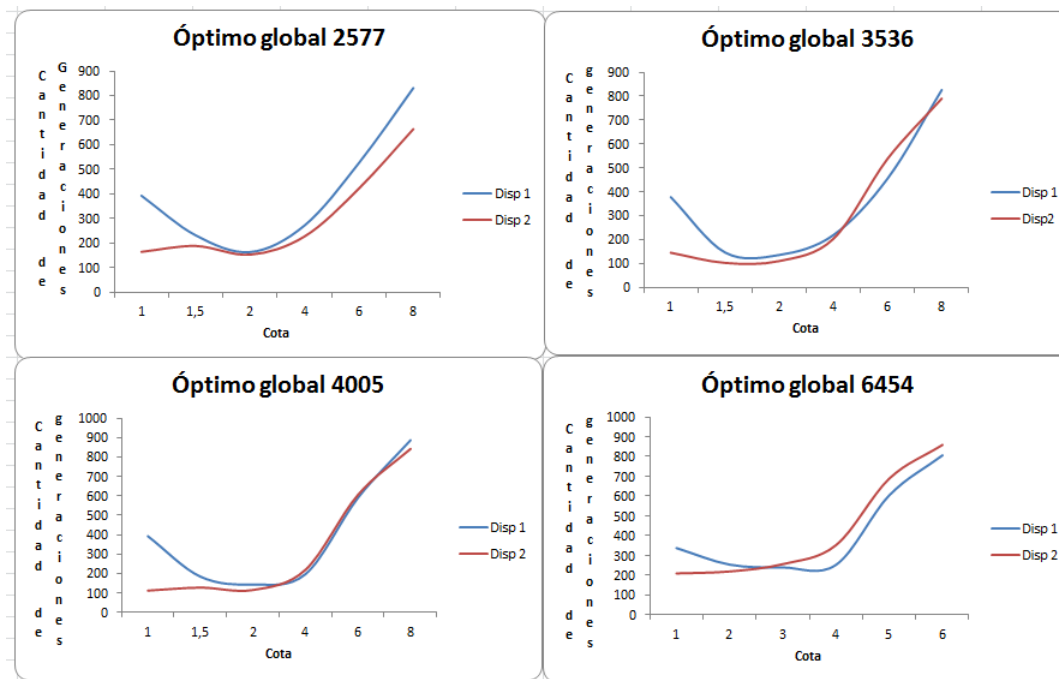 Óptimo global 2577
Cantidad de
Generaciones
900
800
700
600
500
400
300
200
100
0
1 1,5 2 4 6 8
Cota
Disp 1
Disp 2
Óptimo global 3536
Cantidad de
generaciones
900
800
700
600
500
400
300
200
100
0
1 1,5 2 4 6 8
Cota
Disp 1
Disp2
Óptimo global 4005
Cantidad de
generaciones
1000
900
800
700
600
500
400
300
200
100
0
1 1,5 2 4 6 8
Cota
Disp 1
Disp 2
Óptimo global 6454
Cantidad de
generaciones
1000
900
800
700
600
500
400
300
200
100
0
1 2 3 4 5 6
Cota
Disp 1
Disp 2